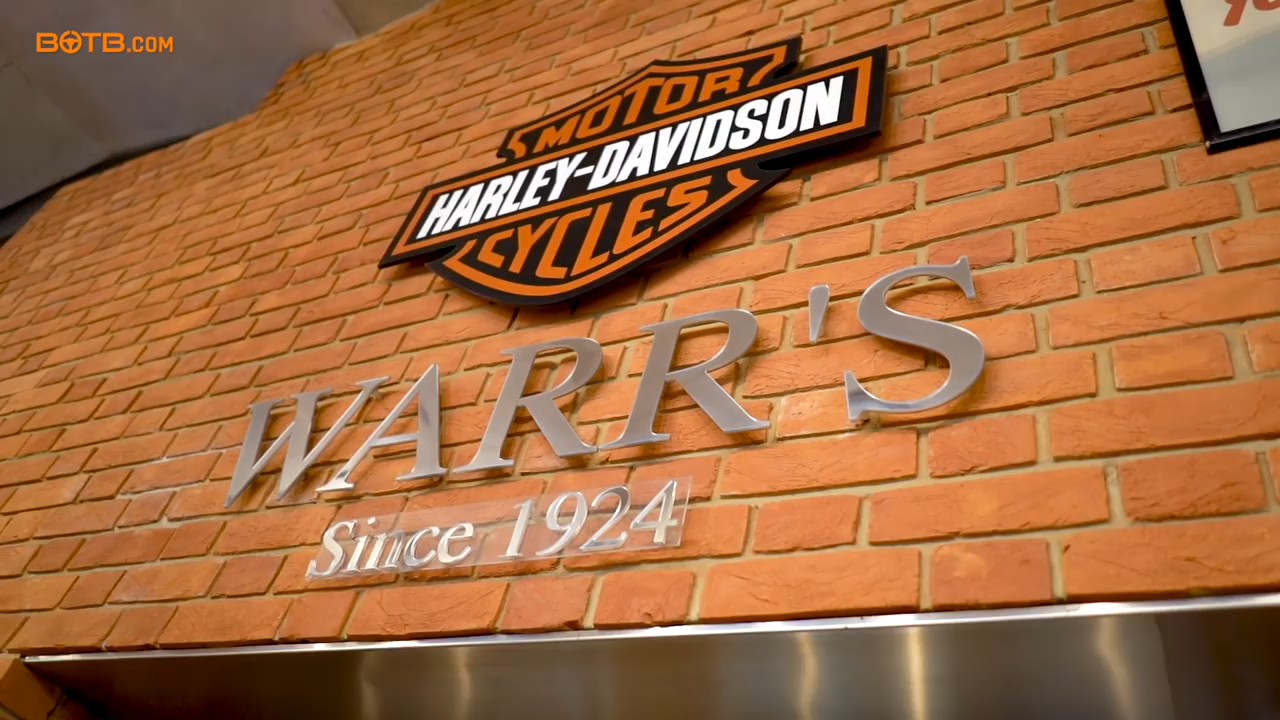 BOTB.COM
MOTOR
HARLEY-DAVIDSON
CYCLES
WARR'S
Since 1924